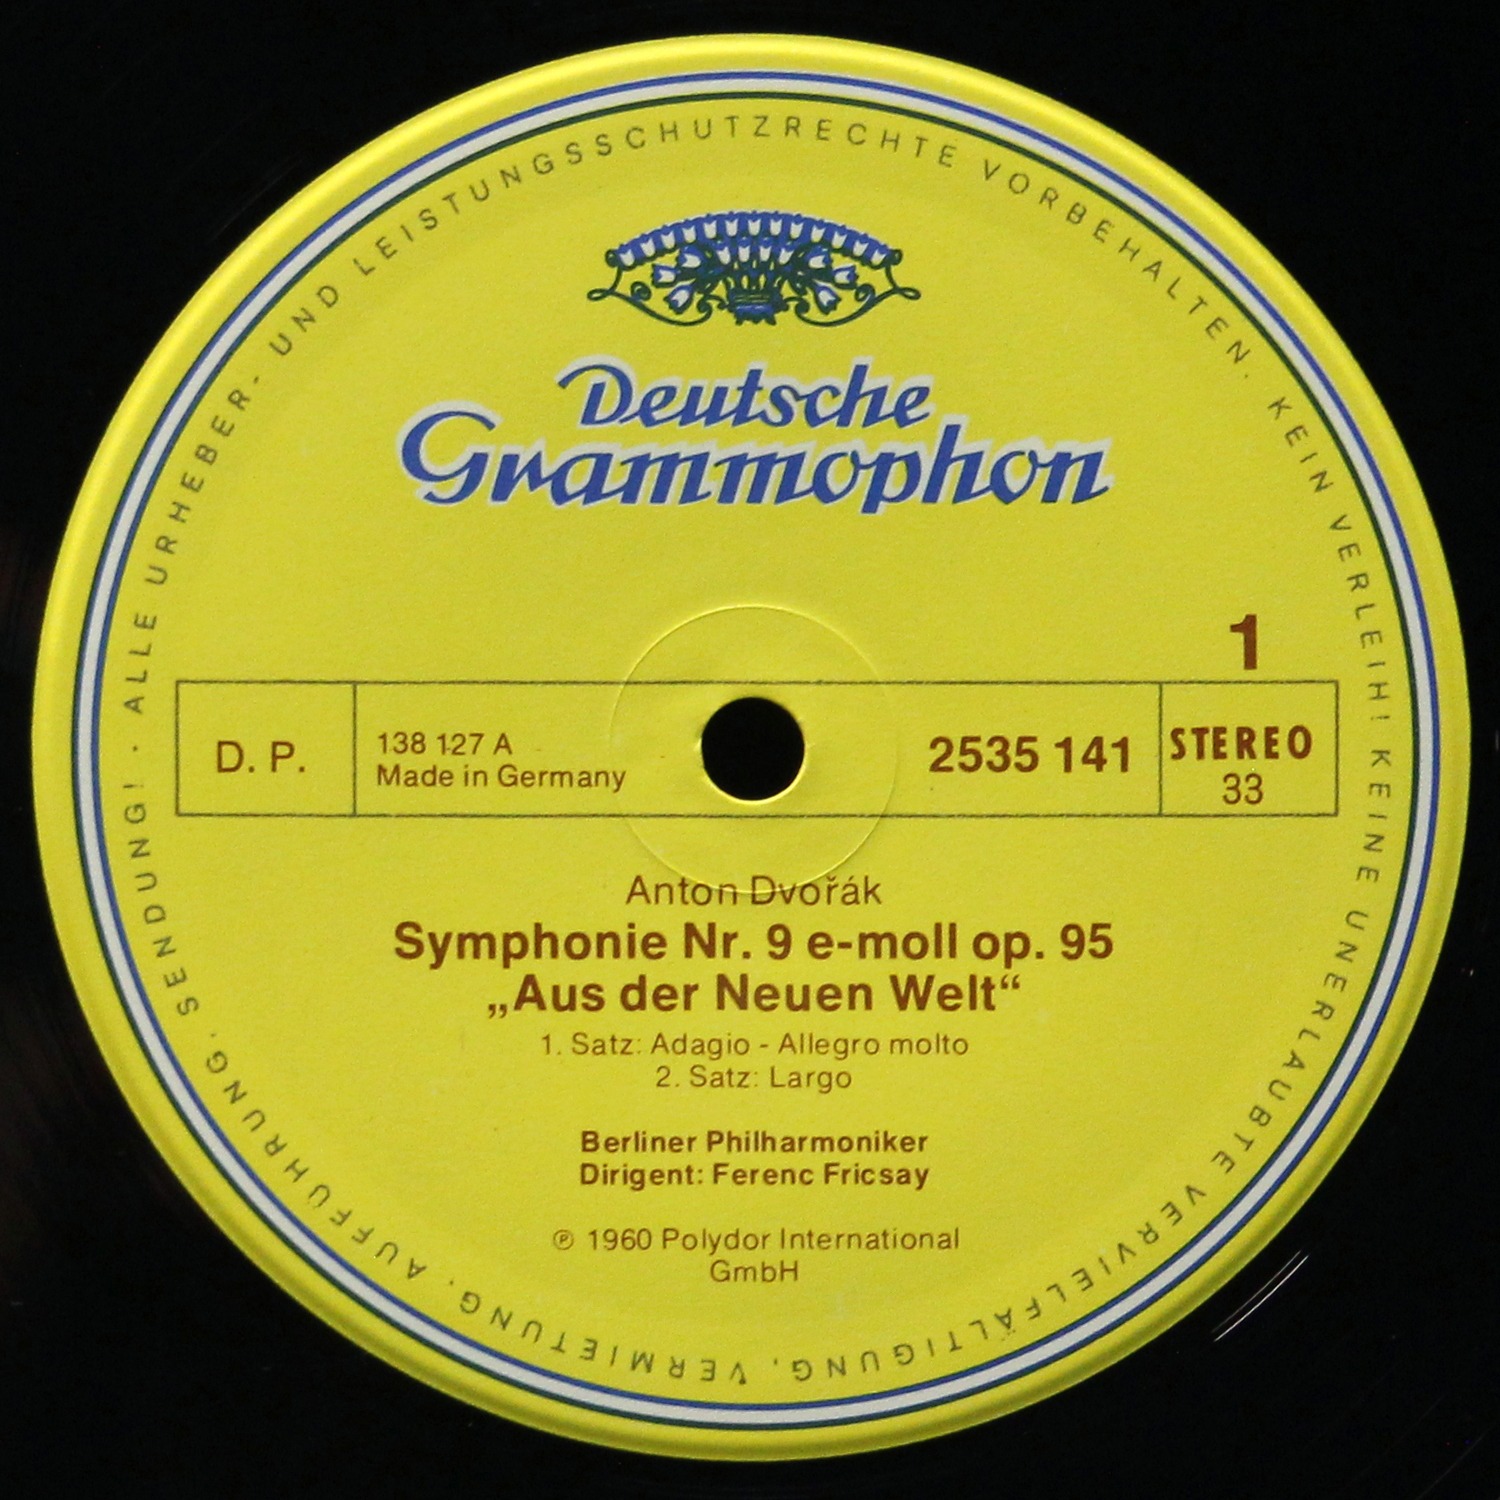 ALLE URHEBER- UND LEISTUNGSSCHUTZRECHTE VORBEHALTEN. KEIN VERLEIH! KEINE UNERLAUBTE VERVIELFÄLTIGUNG, VERMIETUNG, AUFFÜHRUNG, SENDUNG! ·
Deutsche
Grammophon
1
D. P.
138 127 A
Made in Germany
2535 141
STEREO
33
Anton Dvořák
Symphonie Nr. 9 e-moll op. 95
„Aus der Neuen Welt“
1. Satz: Adagio - Allegro molto
2. Satz: Largo
Berliner Philharmoniker
Dirigent: Ferenc Fricsay
℗ 1960 Polydor International
GmbH